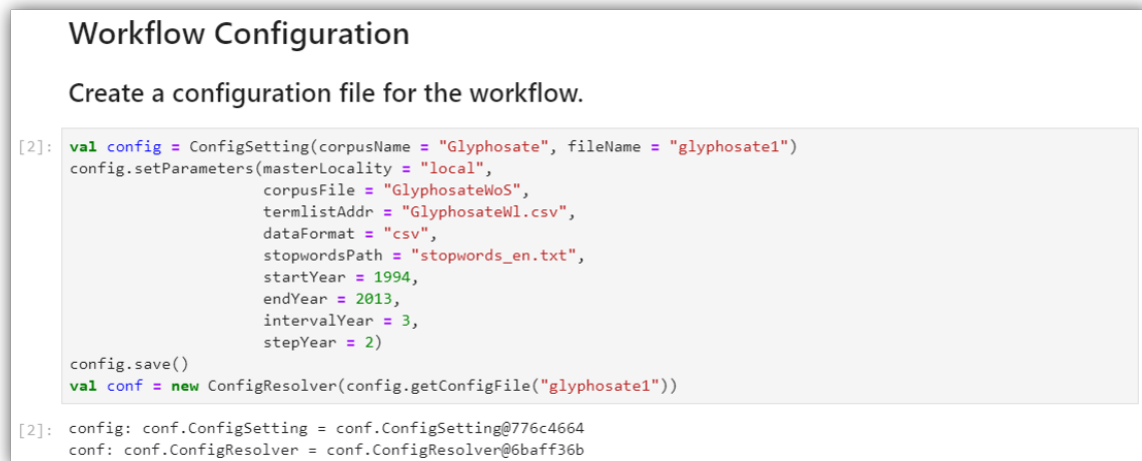 Workflow Configuration
Create a configuration file for the workflow.
[2]: val config = ConfigSetting(corpusName = "Glyphosate", fileName = "glyphosate1")
config.setParameters(masterLocality = "local",
corpusFile = "GlyphosateWoS",
termlistAddr = "GlyphosateWl.csv",
dataFormat = "csv",
stopwordsPath = "stopwords_en.txt",
startYear = 1994,
endYear = 2013,
intervalYear = 3,
stepYear = 2)
config.save()
val conf = new ConfigResolver(config.getConfigFile("glyphosate1"))
[2]: config: conf.ConfigSetting = conf.ConfigSetting@776c4664
conf: conf.ConfigResolver = conf.ConfigResolver@6baff36b